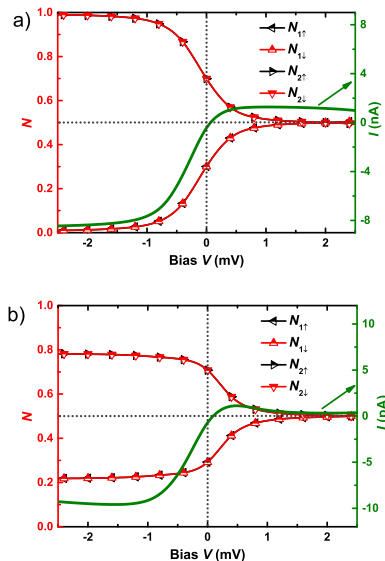 a)
1.0
0.8
0.6
0.4
0.2
0.0
N
N1↑
N1↓
N2↑
N2↓
8
4
0
-4
-8
I (nA)
-2 -1 0 1 2
Bias V (mV)
b)
1.0
0.8
0.6
0.4
0.2
0.0
N
N1↑
N1↓
N2↑
N2↓
10
5
0
-5
-10
I (nA)
-2 -1 0 1 2
Bias V (mV)